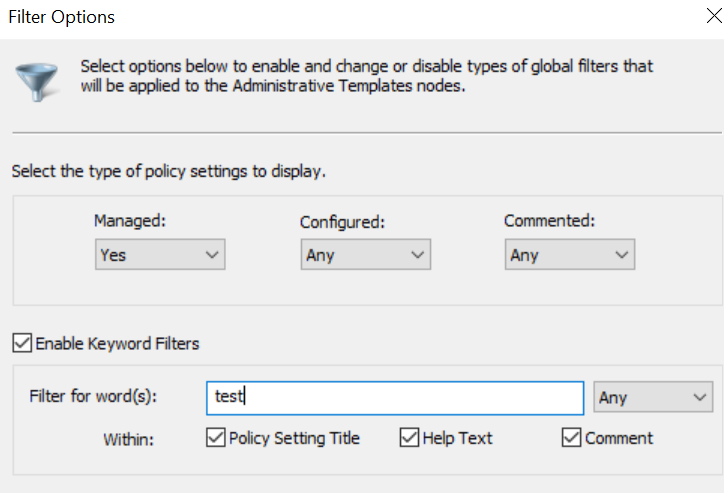 Filter Options
Select options below to enable and change or disable types of global filters that
will be applied to the Administrative Templates nodes.
Select the type of policy settings to display.
Managed: Configured: Commented:
Yes Any Any
Enable Keyword Filters
Filter for word(s): test Any
Within: Policy Setting Title Help Text Comment